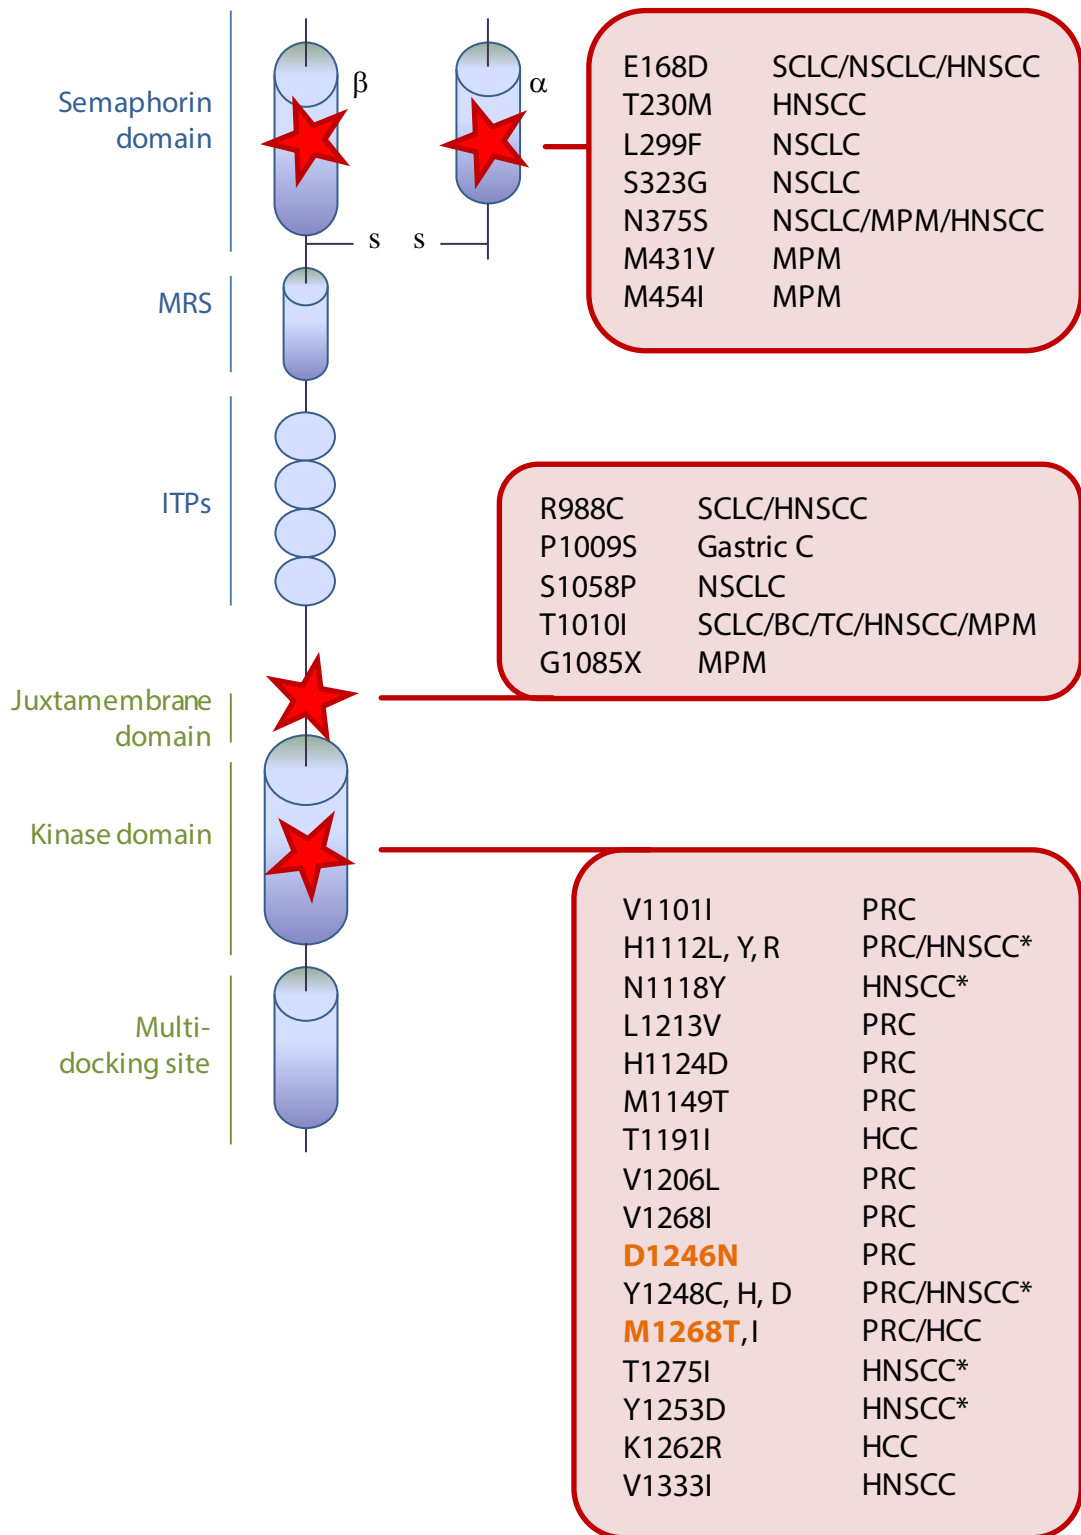 Semaphorin
domain
β
α
s s
MRS
ITPs
Juxtamembrane
domain
Kinase domain
Multi-
docking site
E168D SCLC/NSCLC/HNSCC
T230M HNSCC
L299F NSCLC
S323G NSCLC
N375S NSCLC/MPM/HNSCC
M431V MPM
M454I MPM
R988C SCLC/HNSCC
P1009S Gastric C
S1058P NSCLC
T1010I SCLC/BC/TC/HNSCC/MPM
G1085X MPM
V1101I PRC
H1112L, Y, R PRC/HNSCC*
N1118Y HNSCC*
L1213V PRC
H1124D PRC
M1149T PRC
T1191I HCC
V1206L PRC
V1268I PRC
D1246N PRC
Y1248C, H, D PRC/HNSCC*
M1268T, I PRC/HCC
T1275I HNSCC*
Y1253D HNSCC*
K1262R HCC
V1333I HNSCC